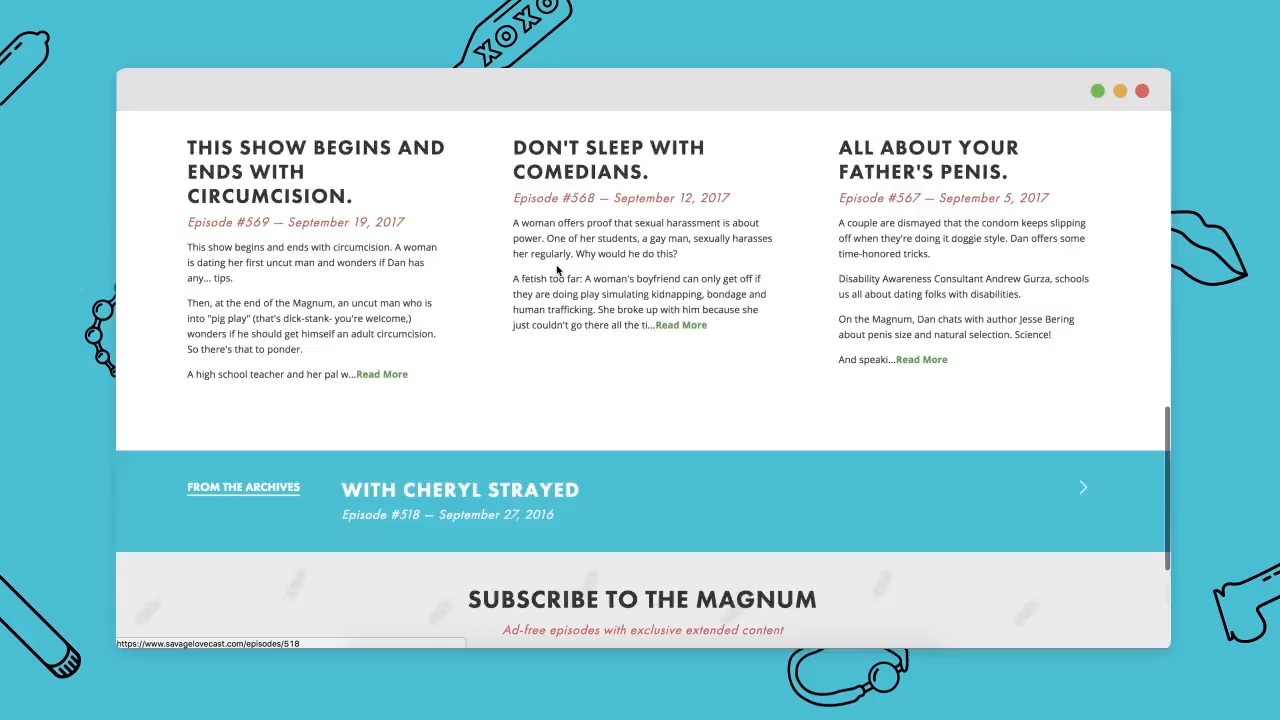 XOXO
THIS SHOW BEGINS AND
ENDS WITH
CIRCUMCISION.
Episode #569 — September 19, 2017
This show begins and ends with circumcision. A woman
is dating her first uncut man and wonders if Dan has
any... tips.
Then, at the end of the Magnum, an uncut man who is
into "pig play" (that's dick-stank- you're welcome,)
wonders if he should get himself an adult circumcision.
So there's that to ponder.
A high school teacher and her pal w...Read More
DON'T SLEEP WITH
COMEDIANS.
Episode #568 — September 12, 2017
A woman offers proof that sexual harassment is about
power. One of her students, a gay man, sexually harasses
her regularly. Why would he do this?
A fetish too far: A woman's boyfriend can only get off if
they are doing play simulating kidnapping, bondage and
human trafficking. She broke up with him because she
just couldn't go there all the ti...Read More
ALL ABOUT YOUR
FATHER'S PENIS.
Episode #567 — September 5, 2017
A couple are dismayed that the condom keeps slipping
off when they're doing it doggie style. Dan offers some
time-honored tricks.
Disability Awareness Consultant Andrew Gurza, schools
us all about dating folks with disabilities.
On the Magnum, Dan chats with author Jesse Bering
about penis size and natural selection. Science!
And speaki...Read More
FROM THE ARCHIVES
WITH CHERYL STRAYED
Episode #518 — September 27, 2016
SUBSCRIBE TO THE MAGNUM
Ad-free episodes with exclusive extended content
https://www.savagelovecast.com/episodes/518